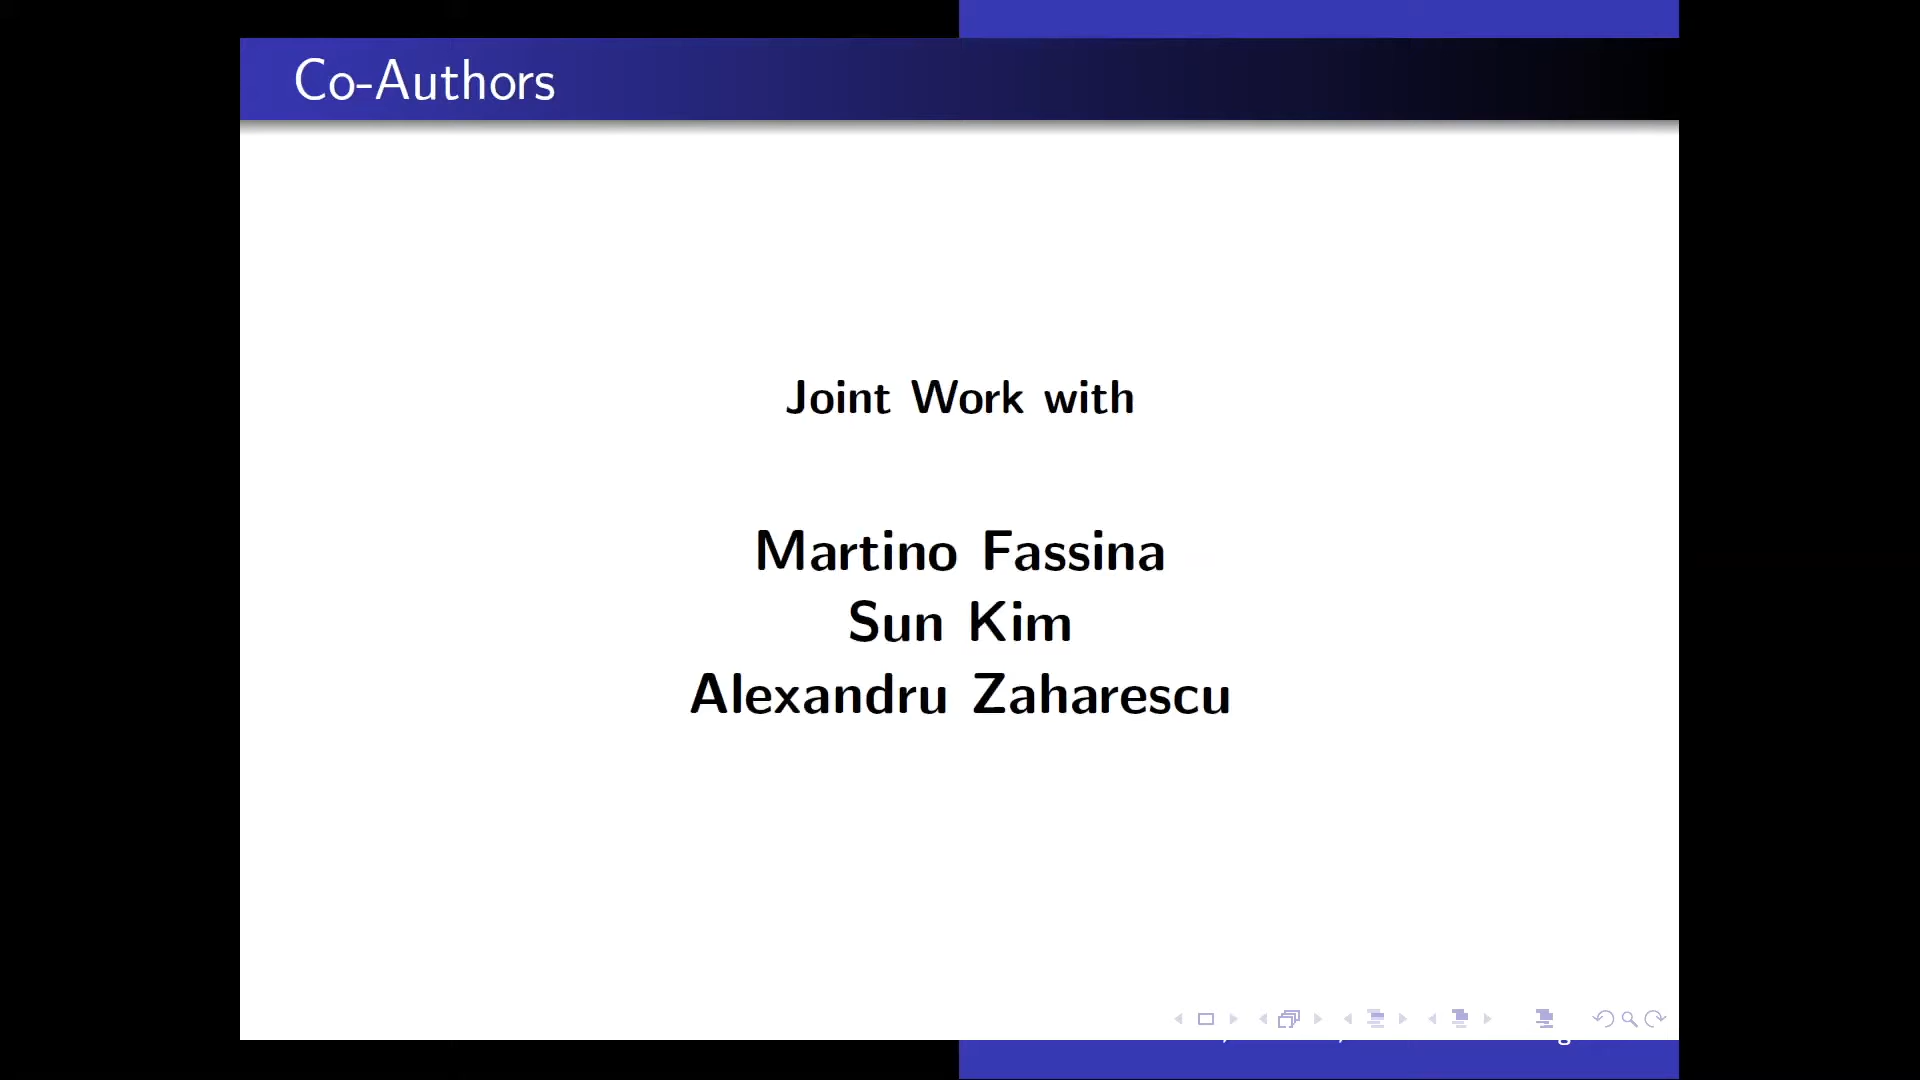 Co-Authors
Joint Work with
Martino Fassina
Sun Kim
Alexandru Zaharescu